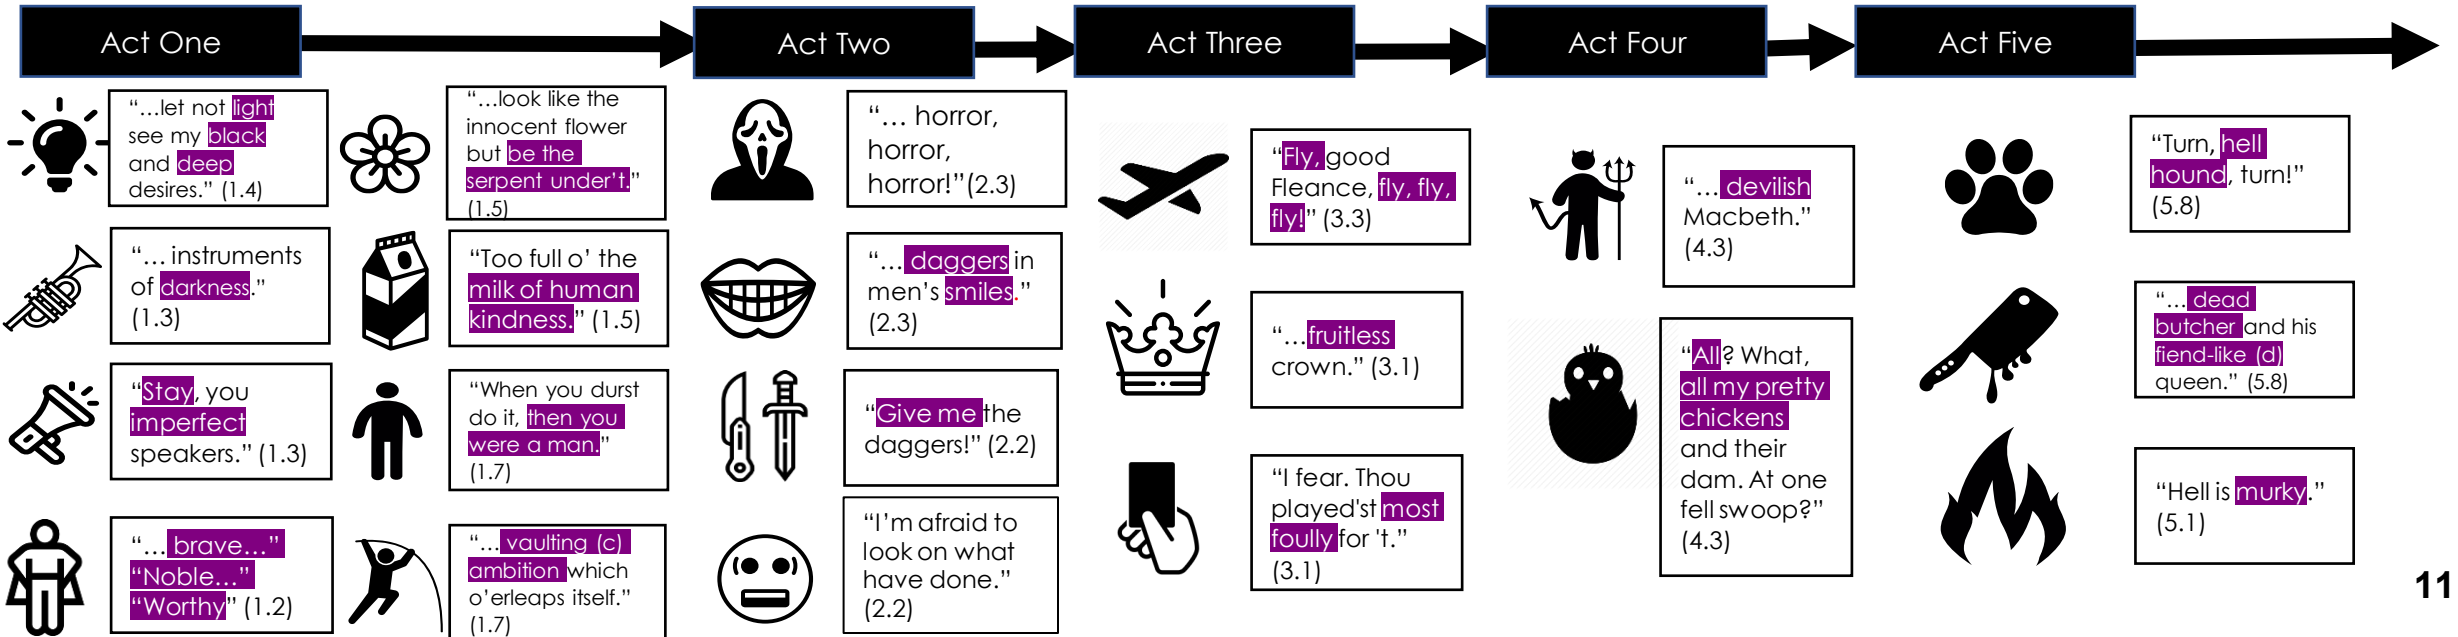 Act One
"…let not light
see my black
and deep
desires." (1.4)
"… instruments
of darkness."
(1.3)
"Stay, you
imperfect
speakers." (1.3)
"… brave…"
"Noble…"
"Worthy" (1.2)
"…look like the
innocent flower
but be the
serpent under't."
(1.5)
"Too full o' the
milk of human
kindness." (1.5)
"When you durst
do it, then you
were a man."
(1.7)
"… vaulting (c)
ambition which
o'erleaps itself."
(1.7)
Act Two
"… horror,
horror,
horror!"(2.3)
"… daggers in
men's smiles."
(2.3)
"Give me the
daggers!" (2.2)
"I'm afraid to
look on what
have done."
(2.2)
Act Three
"Fly, good
Fleance, fly, fly,
fly!" (3.3)
"…fruitless
crown." (3.1)
"I fear. Thou
played'st most
foully for 't."
(3.1)
Act Four
"… devilish
Macbeth."
(4.3)
"All? What,
all my pretty
chickens
and their
dam. At one
fell swoop?"
(4.3)
Act Five
"Turn, hell
hound, turn!"
(5.8)
"… dead
butcher and his
fiend-like (d)
queen." (5.8)
"Hell is murky."
(5.1)
11